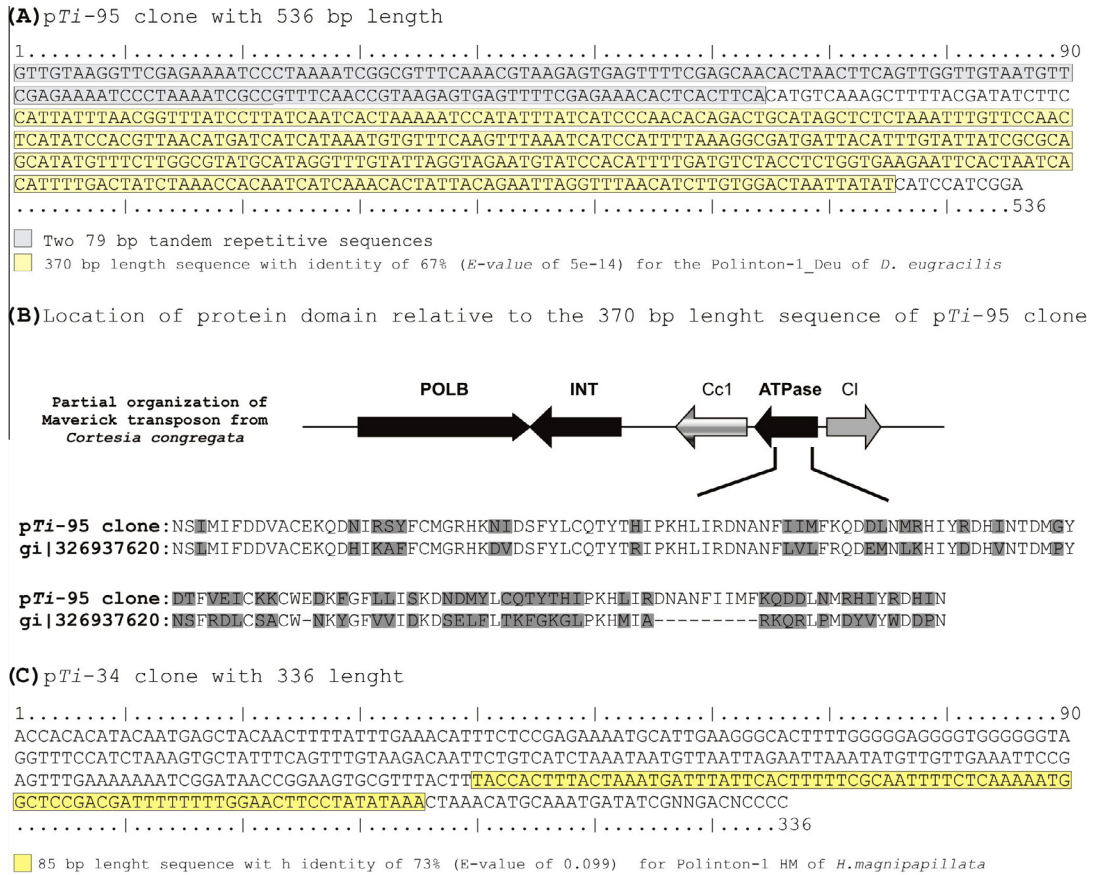 (A)pTi-95 clone with 536 bp length
1........|.........|.........|.........|.........|.........|.........|.........|..........90
GTTGTAAGGTTCGAGAAAATCCCTAAAATCGGCGTTTCAAACGTAAGAGTGAGTTTTCGAGCAACACTAACTTCAGTTGGTTGTAATGTT
CGAGAAAATCCCTAAAATCGCCGTTTCAACCGTAAGAGTGAGTTTTCGAGAAACACTCACTTCACATGTCAAAGCTTTTACGATATCTTC
CATTATTTAACGGTTTATCCTTATCAATCACTAAAAATCCATATTTATCATCCCAACACAGACTGCATAGCTCTCTAAATTTGTTCCAAC
TCATATCCACGTTAACATGATCATCATAAATGTGTTTCAAGTTTAAATCATCCATTTTAAAGGCGATGATTACATTTGTATTATCGCGCA
GCATATGTTTCTTGGCGTATGCATAGGTTTGTATTAGGTAGAATGTATCCACATTTTGATGTCTACCTCTGGTGAAGAATTCACTAATCA
CATTTTGACTATCTAAACCACAATCATCAAACACTATTACAGAATTAGGTTTAACATCTTGTGGACTAATTATATCATCCATCGGA
.........|.........|.........|.........|.........|.........|.........|.........|.....536
Two 79 bp tandem repetitive sequences
370 bp length sequence with identity of 67% (E-value of 5e-14) for the Polinton-1_Deu of D. eugracilis
(B)Location of protein domain relative to the 370 bp lenght sequence of pTi-95 clone
POLB INT Cc1 ATPase Cl
Partial organization of
Maverick transposon from
Cortesia congregata
pTi-95 clone:NSIMIFDDVACEKQDNIRSYFCMGRHKNIDSFYLCQTYTHIPKHLIRDNANFIIMFKQDDLNMRHIYRDHINTDMGY
gi|326937620:NSLMIFDDVACEKQDHIKAFFCMGRHKDVDSFYLCQTYTRIPKHLIRDNANFLVLFRQDEMNLKHIYDDHVNTDMPY
pTi-95 clone:DTFVEICKKCWEDKFGFLLISKDNDMYLCQTYTHIPKHLIRDNANFIIMFKQDDLNMRHIYRDHIN
gi|326937620:NSFRDLCSACW-NKYGFVVIDKDSELFLTKFGKGLPKHMIA---------RKQRLPMDYVYWDDPN
(C)pTi-34 clone with 336 lenght
1........|.........|.........|.........|.........|.........|.........|.........|..........90
ACCACACATACAATGAGCTACAACTTTTATTTGAAACATTTCTCCGAGAAAATGCATTGAAGGGCACTTTTGGGGGAGGGGTGGGGGGTA
GGTTTCCATCTAAAGTGCTATTTCAGTTTGTAAGACAATTCTGTCATCTAAATAATGTTAATTAGAATTAAATATGTTGTTGAAATTCCG
AGTTTGAAAAAAATCGGATAACCGGAAGTGCGTTTACTTTACCACTTTACTAAATGATTTATTCACTTTTTCGCAATTTTCTCAAAAATG
GCTCCGACGATTTTTTTTGGAACTTCCTATATAAACTAAACATGCAAATGATATCGNNGACNCCCC
.........|.........|.........|.........|.........|.........|.....336
85 bp lenght sequence wit h identity of 73% (E-value of 0.099) for Polinton-1 HM of H.magnipapillata